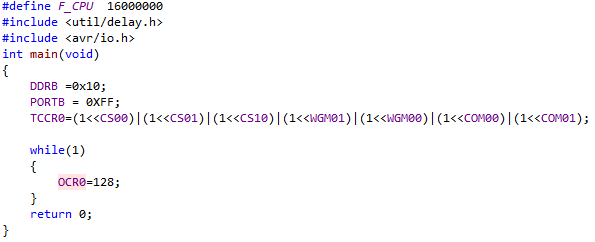 #define F_CPU  16000000
#include <util/delay.h>
#include <avr/io.h>
int main(void)
{
    DDRB =0x10;
    PORTB = 0XFF;
    TCCR0=(1<<CS00)|(1<<CS01)|(1<<CS10)|(1<<WGM01)|(1<<WGM00)|(1<<COM00)|(1<<COM01);
    while(1)
    {
        OCR0=128;
    }
    return 0;
}